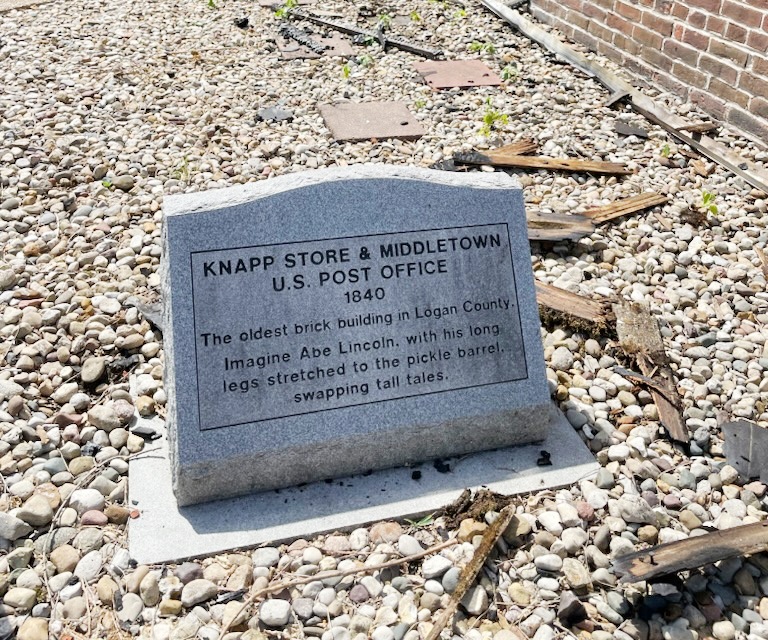 KNAPP STORE & MIDDLETOWN
U.S. POST OFFICE
1840
The oldest brick building in Logan County.
Imagine Abe Lincoln, with his long
legs stretched to the pickle barrel,
swapping tall tales.